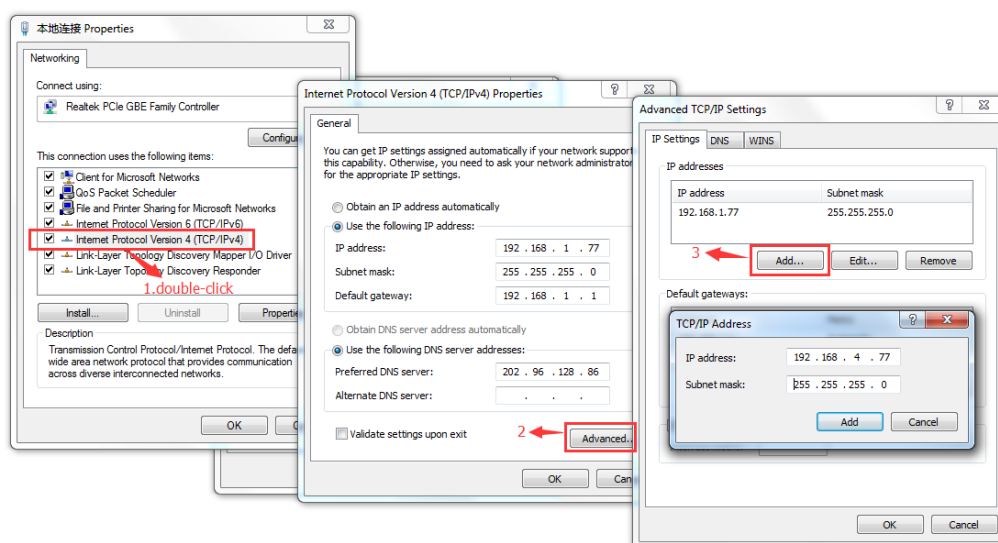 本地连接 Properties
Networking
Connect using:
Realtek PCIe GBE Family Controller
Configu
This connection uses the following items:
Client for Microsoft Networks
QoS Packet Scheduler
File and Printer Sharing for Microsoft Networks
Internet Protocol Version 6 (TCP/IPv6)
Internet Protocol Version 4 (TCP/IPv4)
Link-Layer Topology Discovery Mapper I/O Driver
Link-Layer Topology Discovery Responder
1.double-click
Install...
Uninstall
Propertie
Description
Transmission Control Protocol/Internet Protocol. The defa
wide area network protocol that provides communication
across diverse interconnected networks.
OK
C
Internet Protocol Version 4 (TCP/IPv4) Properties
General
You can get IP settings assigned automatically if your network support
this capability. Otherwise, you need to ask your network administrator
for the appropriate IP settings.
Obtain an IP address automatically
Use the following IP address:
IP address: 192 . 168 . 1 . 77
Subnet mask: 255 . 255 . 255 . 0
Default gateway: 192 . 168 . 1 . 1
Obtain DNS server address automatically
Use the following DNS server addresses:
Preferred DNS server: 202 . 96 . 128 . 86
Alternate DNS server: . . .
Validate settings upon exit
2
Advanced..
OK
Can
Advanced TCP/IP Settings
IP Settings DNS WINS
IP addresses
IP address Subnet mask
192.168.1.77 255.255.255.0
3
Add...
Edit...
Remove
Default gateways:
TCP/IP Address
IP address: 192 . 168 . 4 . 77
Subnet mask: 255 . 255 . 255 . 0
Add
Cancel
OK
Cancel